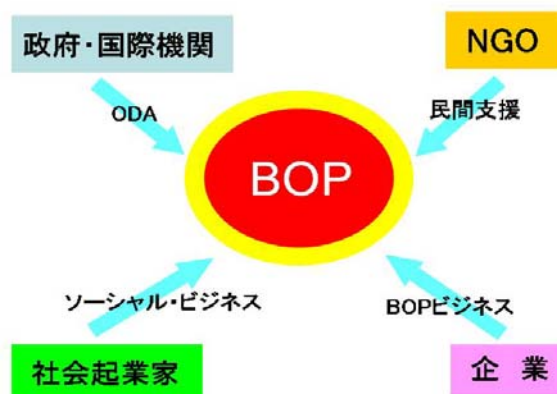 政府・国際機関
NGO
ODA
民間支援
BOP
ソーシャル・ビジネス
BOPビジネス
社会起業家
企 業